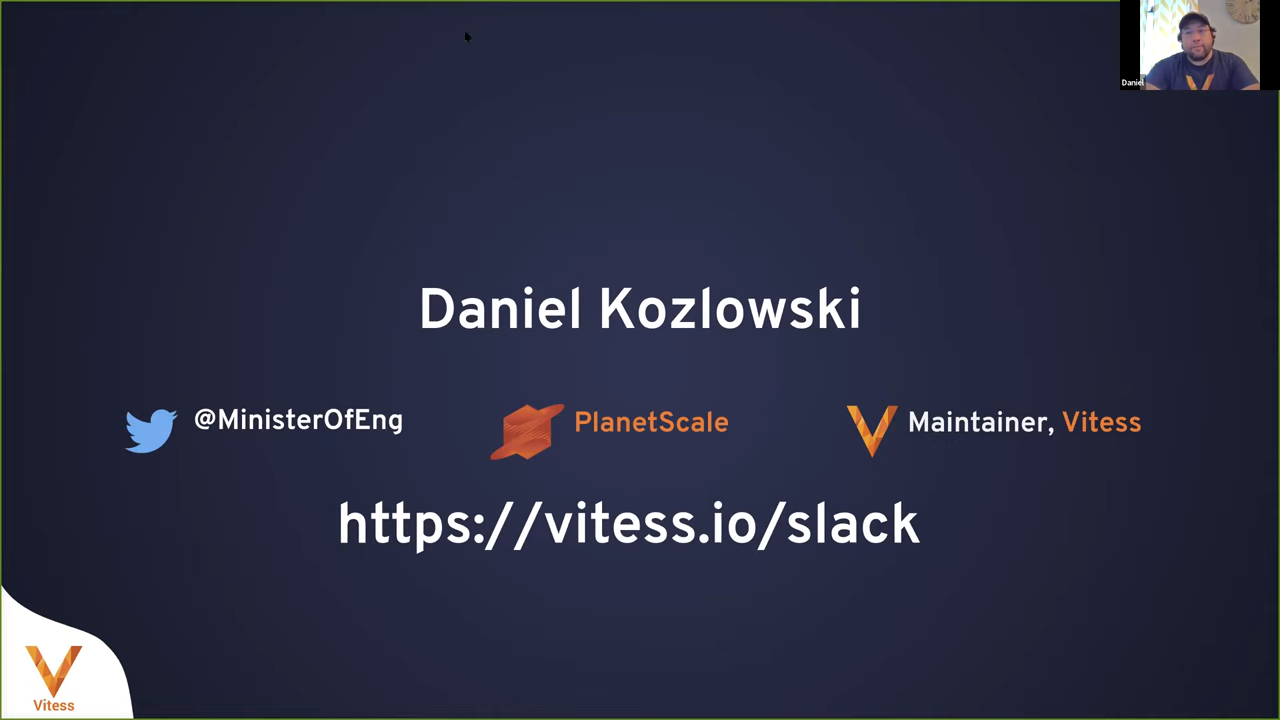 Daniel
Daniel Kozlowski
@MinisterOfEng
PlanetScale
Maintainer, Vitess
https://vitess.io/slack
Vitess